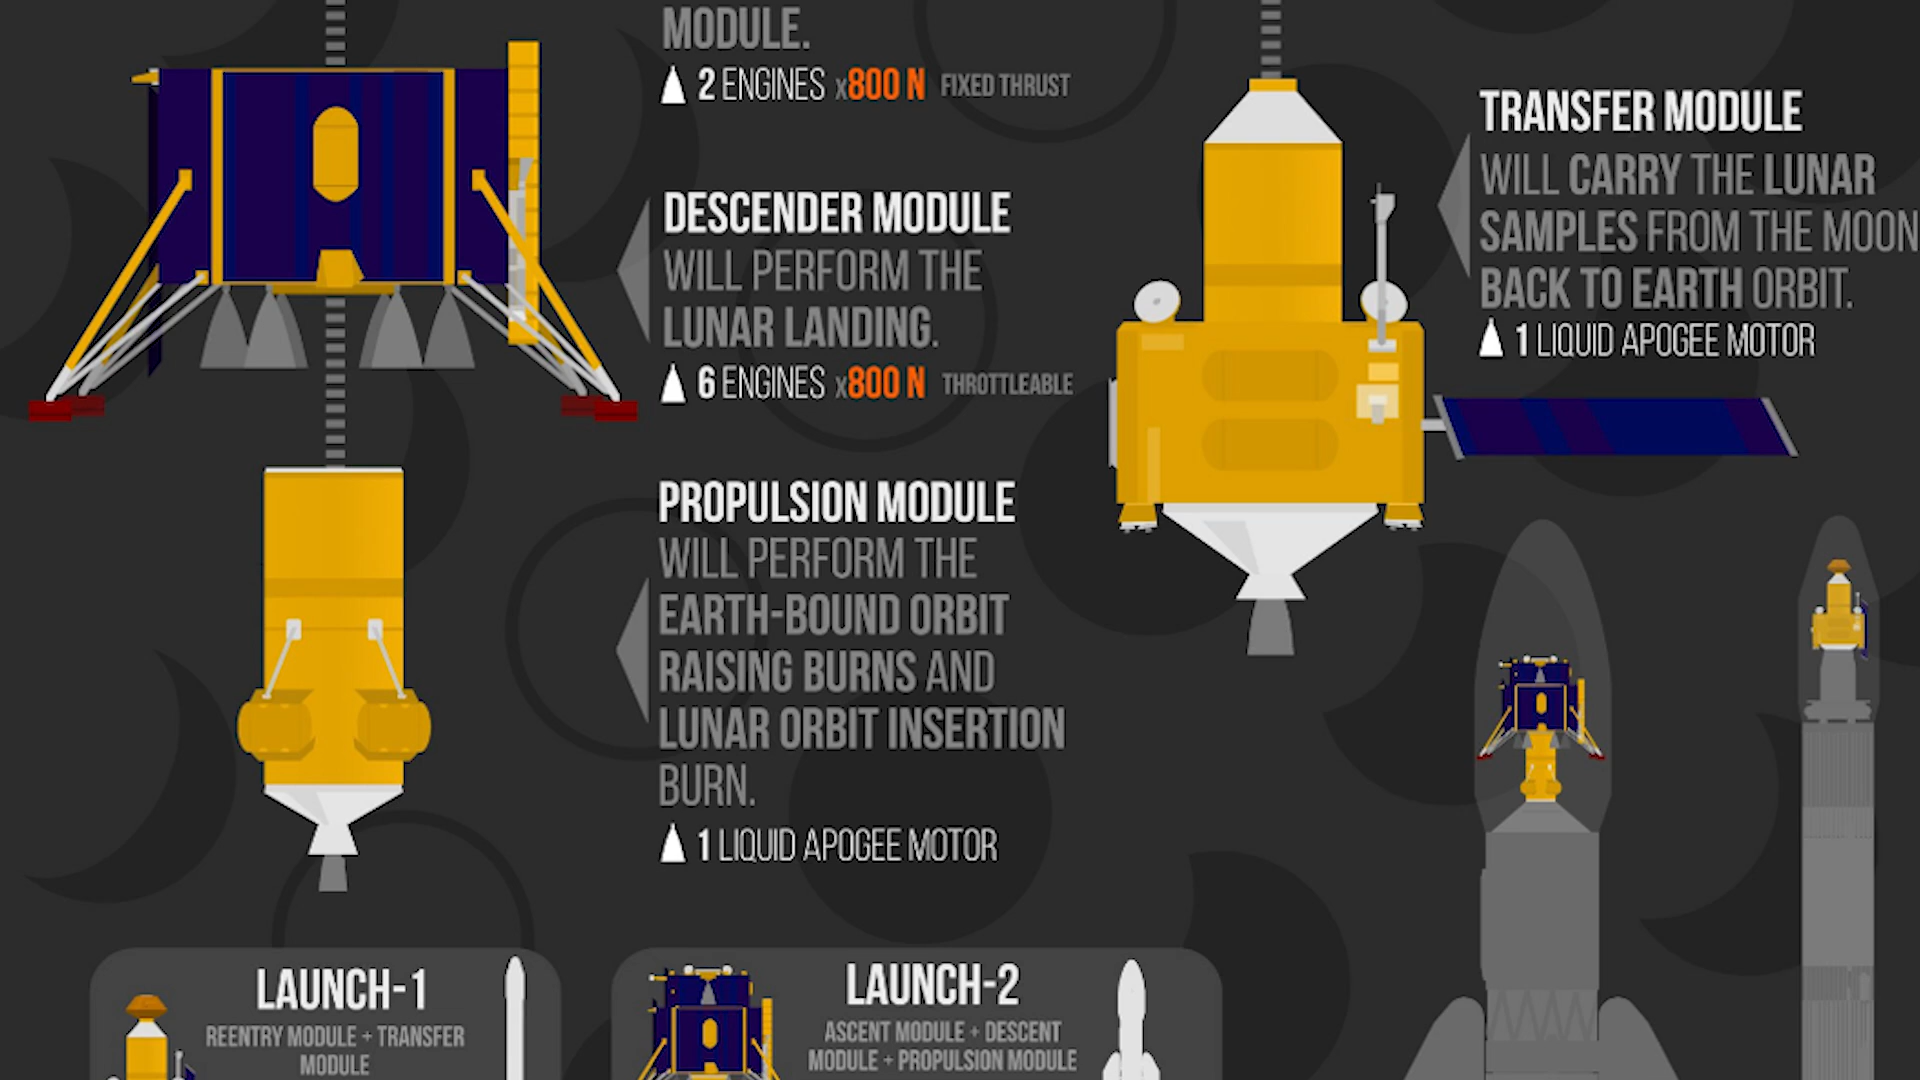 MODULE.
2 ENGINES x800 N FIXED THRUST
DESCENDER MODULE
WILL PERFORM THE
LUNAR LANDING.
6 ENGINES x800 N THROTTLEABLE
PROPULSION MODULE
WILL PERFORM THE
EARTH-BOUND ORBIT
RAISING BURNS AND
LUNAR ORBIT INSERTION
BURN.
1 LIQUID APOGEE MOTOR
TRANSFER MODULE
WILL CARRY THE LUNAR
SAMPLES FROM THE MOON
BACK TO EARTH ORBIT.
1 LIQUID APOGEE MOTOR
LAUNCH-1
REENTRY MODULE + TRANSFER
MODULE
LAUNCH-2
ASCENT MODULE + DESCENT
MODULE + PROPULSION MODULE